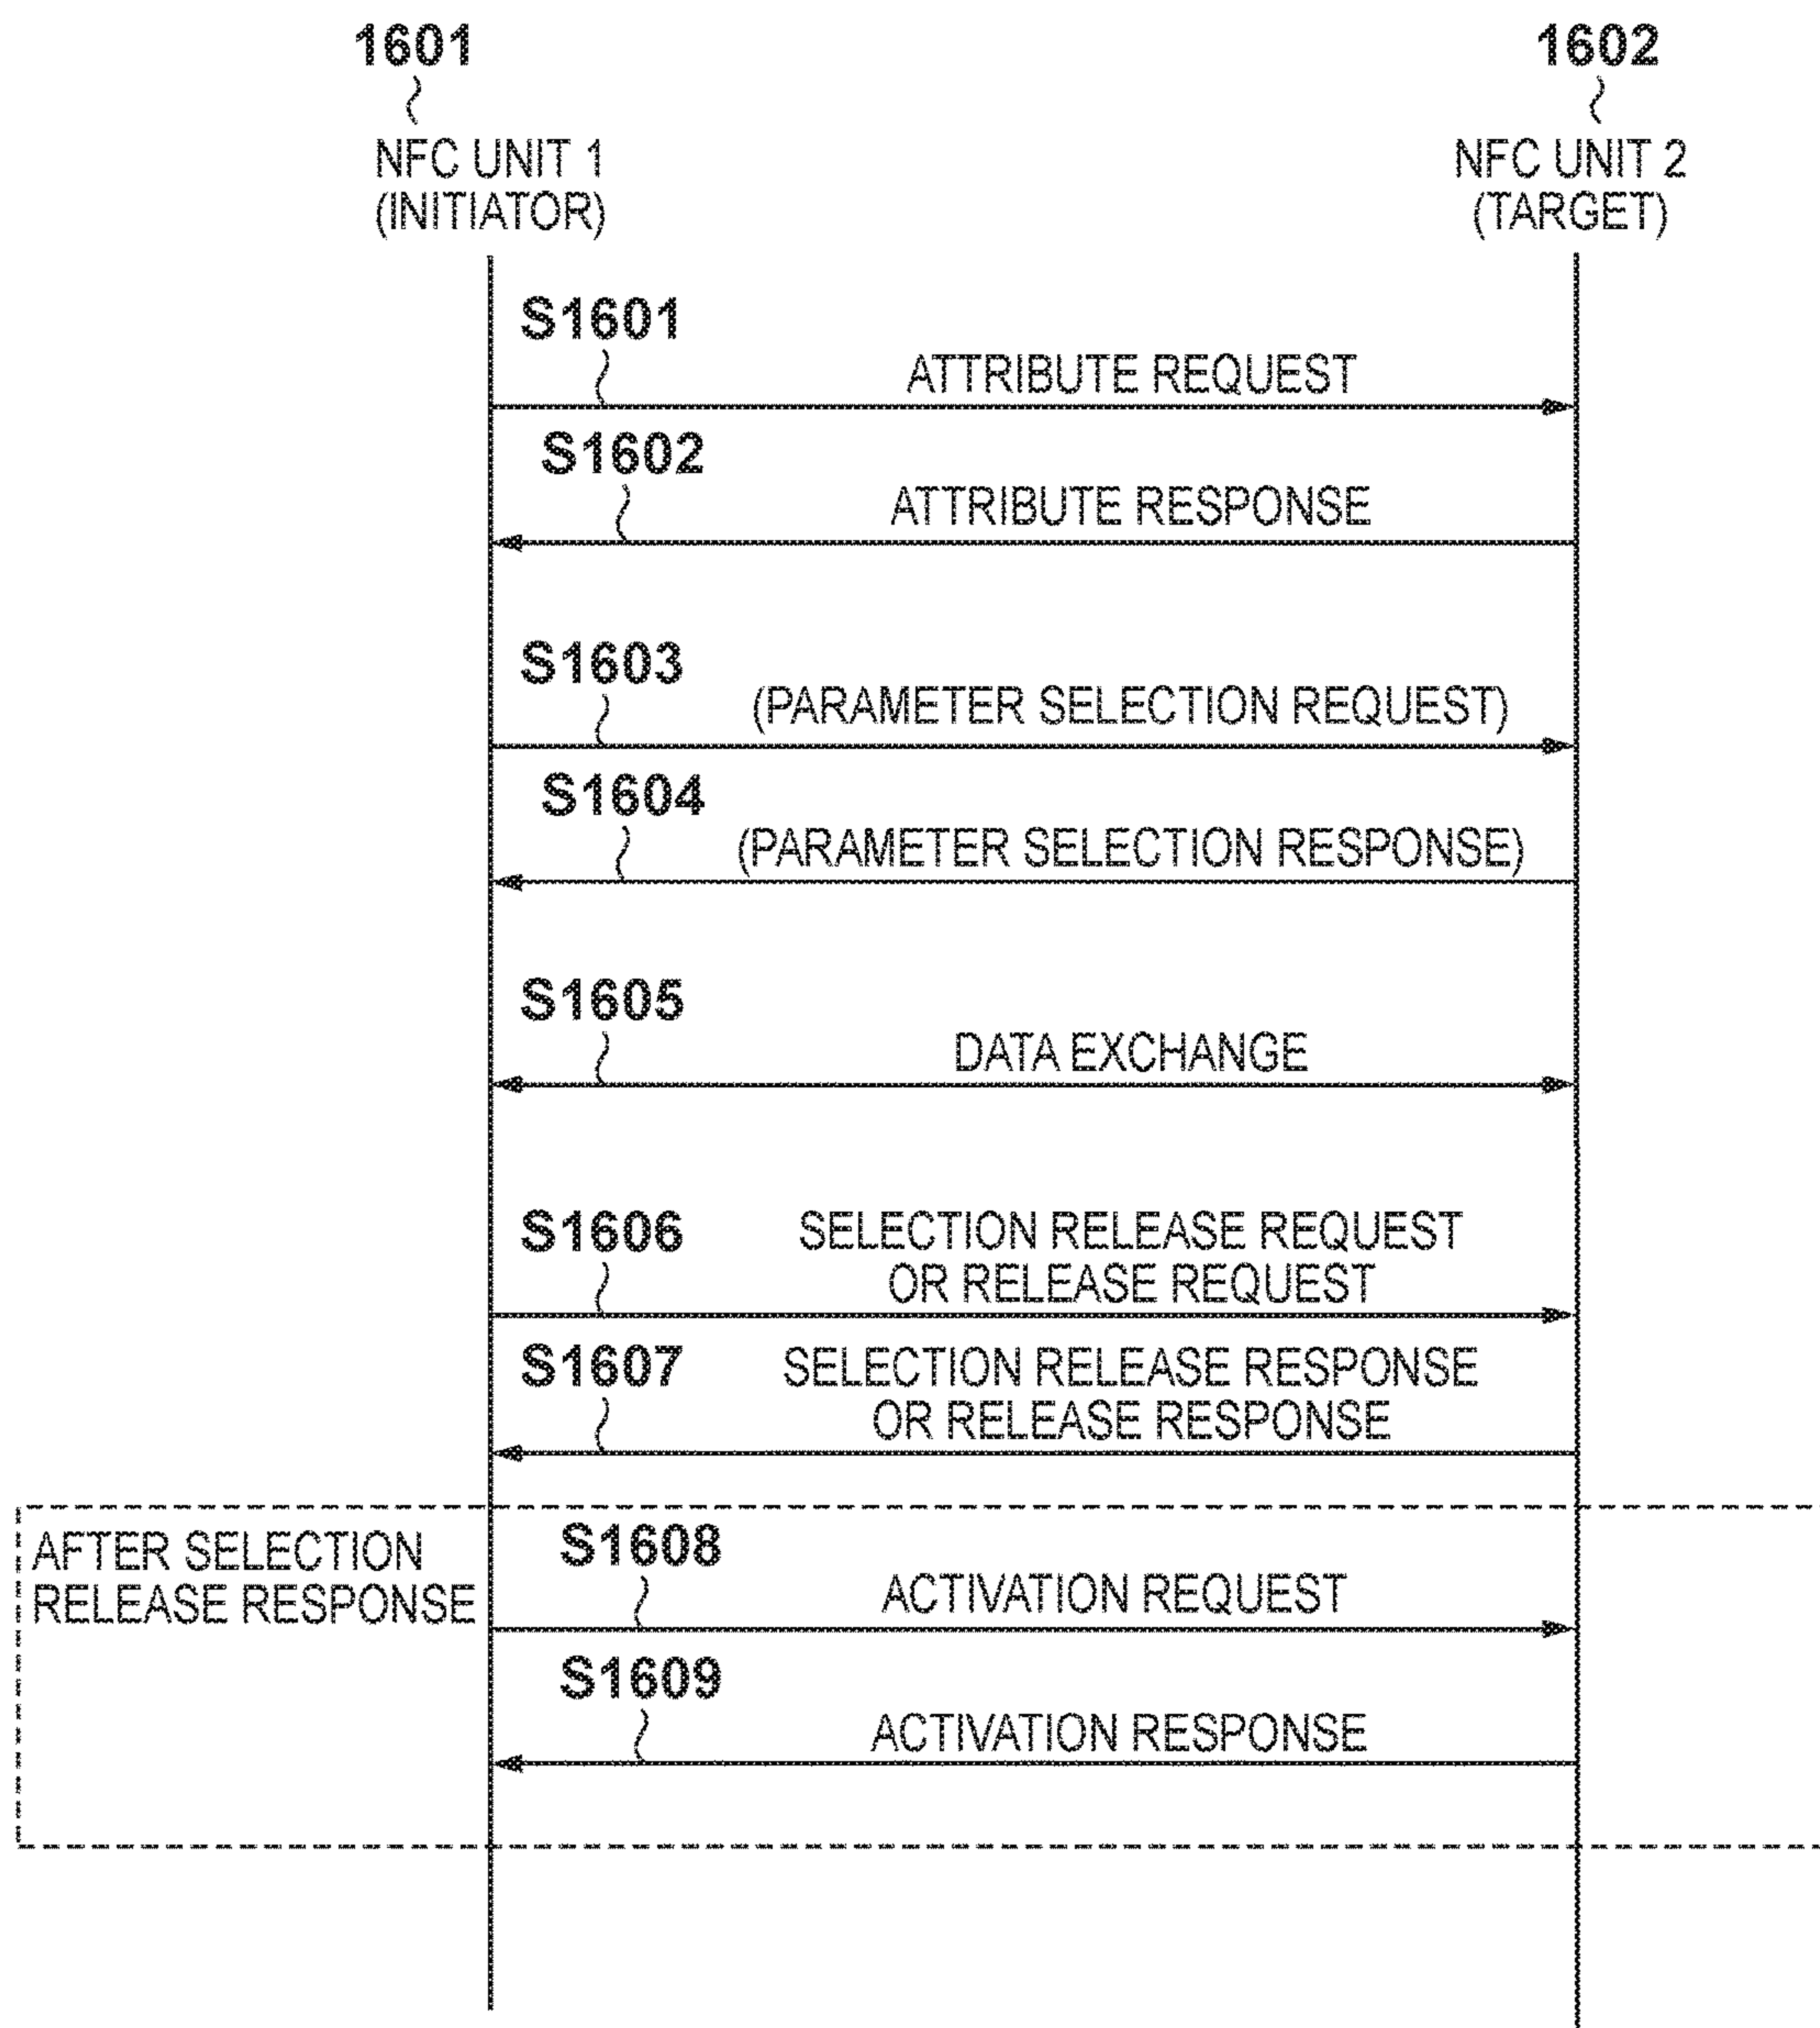 1601
1602
NFC UNIT 1
(INITIATOR)
NFC UNIT 2
(TARGET)
S1601
ATTRIBUTE REQUEST
S1602
ATTRIBUTE RESPONSE
S1603
(PARAMETER SELECTION REQUEST)
S1604
(PARAMETER SELECTION RESPONSE)
S1605
DATA EXCHANGE
S1606
SELECTION RELEASE REQUEST
OR RELEASE REQUEST
S1607
SELECTION RELEASE RESPONSE
OR RELEASE RESPONSE
AFTER SELECTION
RELEASE RESPONSE
S1608
ACTIVATION REQUEST
S1609
ACTIVATION RESPONSE